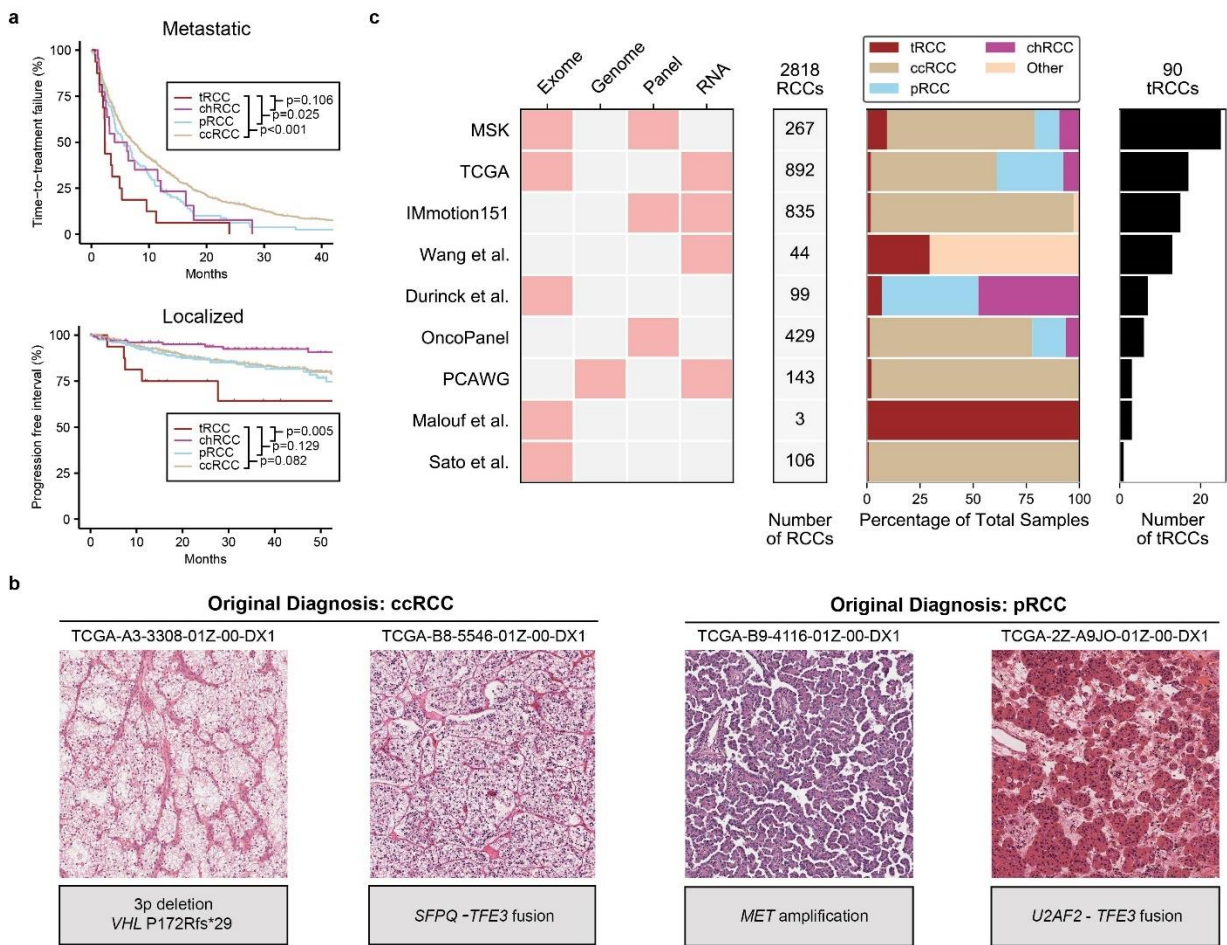 a
Metastatic
Time-to-treatment failure (%)
100
75
50
25
0
tRCC
chRCC
pRCC
ccRCC
p=0.106
p=0.025
p<0.001
0 10 20 30 40
Months
Localized
Progression free interval (%)
100
75
50
25
0
tRCC
chRCC
pRCC
ccRCC
p=0.005
p=0.129
p=0.082
0 10 20 30 40 50
Months
c
Exome Genome Panel RNA
2818
RCCs
tRCC chRCC
ccRCC Other
pRCC
90
tRCCs
MSK 267
TCGA 892
IMmotion151 835
Wang et al. 44
Durinck et al. 99
OncoPanel 429
PCAWG 143
Malouf et al. 3
Sato et al. 106
0 25 50 75 100
0 20
Number
of RCCs
Percentage of Total Samples
Number
of tRCCs
b
Original Diagnosis: ccRCC
Original Diagnosis: pRCC
TCGA-A3-3308-01Z-00-DX1
TCGA-B8-5546-01Z-00-DX1
TCGA-B9-4116-01Z-00-DX1
TCGA-2Z-A9JO-01Z-00-DX1
3p deletion
VHL P172Rfs*29
SFPQ -TFE3 fusion
MET amplification
U2AF2 - TFE3 fusion